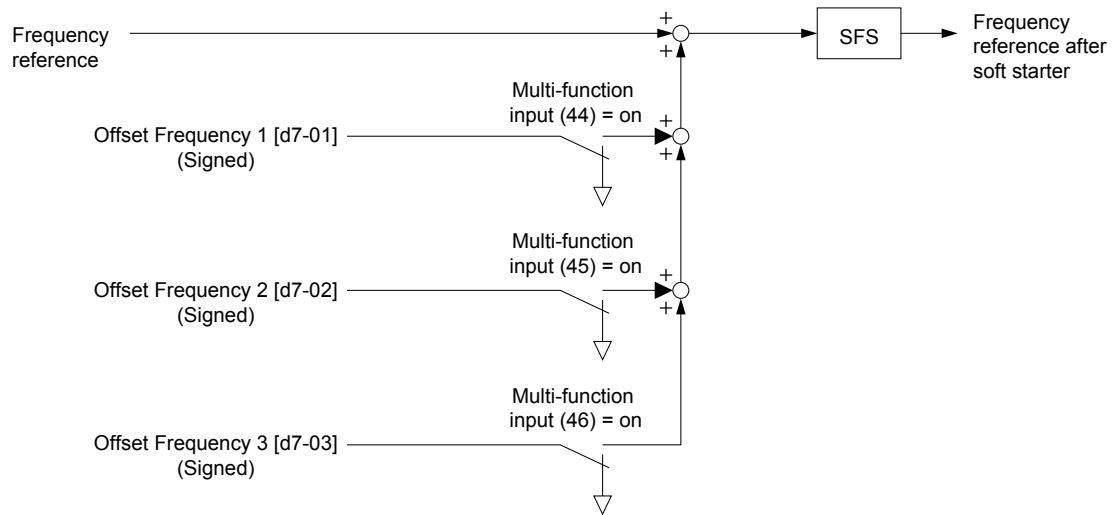 Frequency
reference
+
+
SFS
Frequency
reference after
soft starter
Multi-function
input (44) = on
Offset Frequency 1 [d7-01]
(Signed)
+
+
Multi-function
input (45) = on
Offset Frequency 2 [d7-02]
(Signed)
+
+
Multi-function
input (46) = on
Offset Frequency 3 [d7-03]
(Signed)